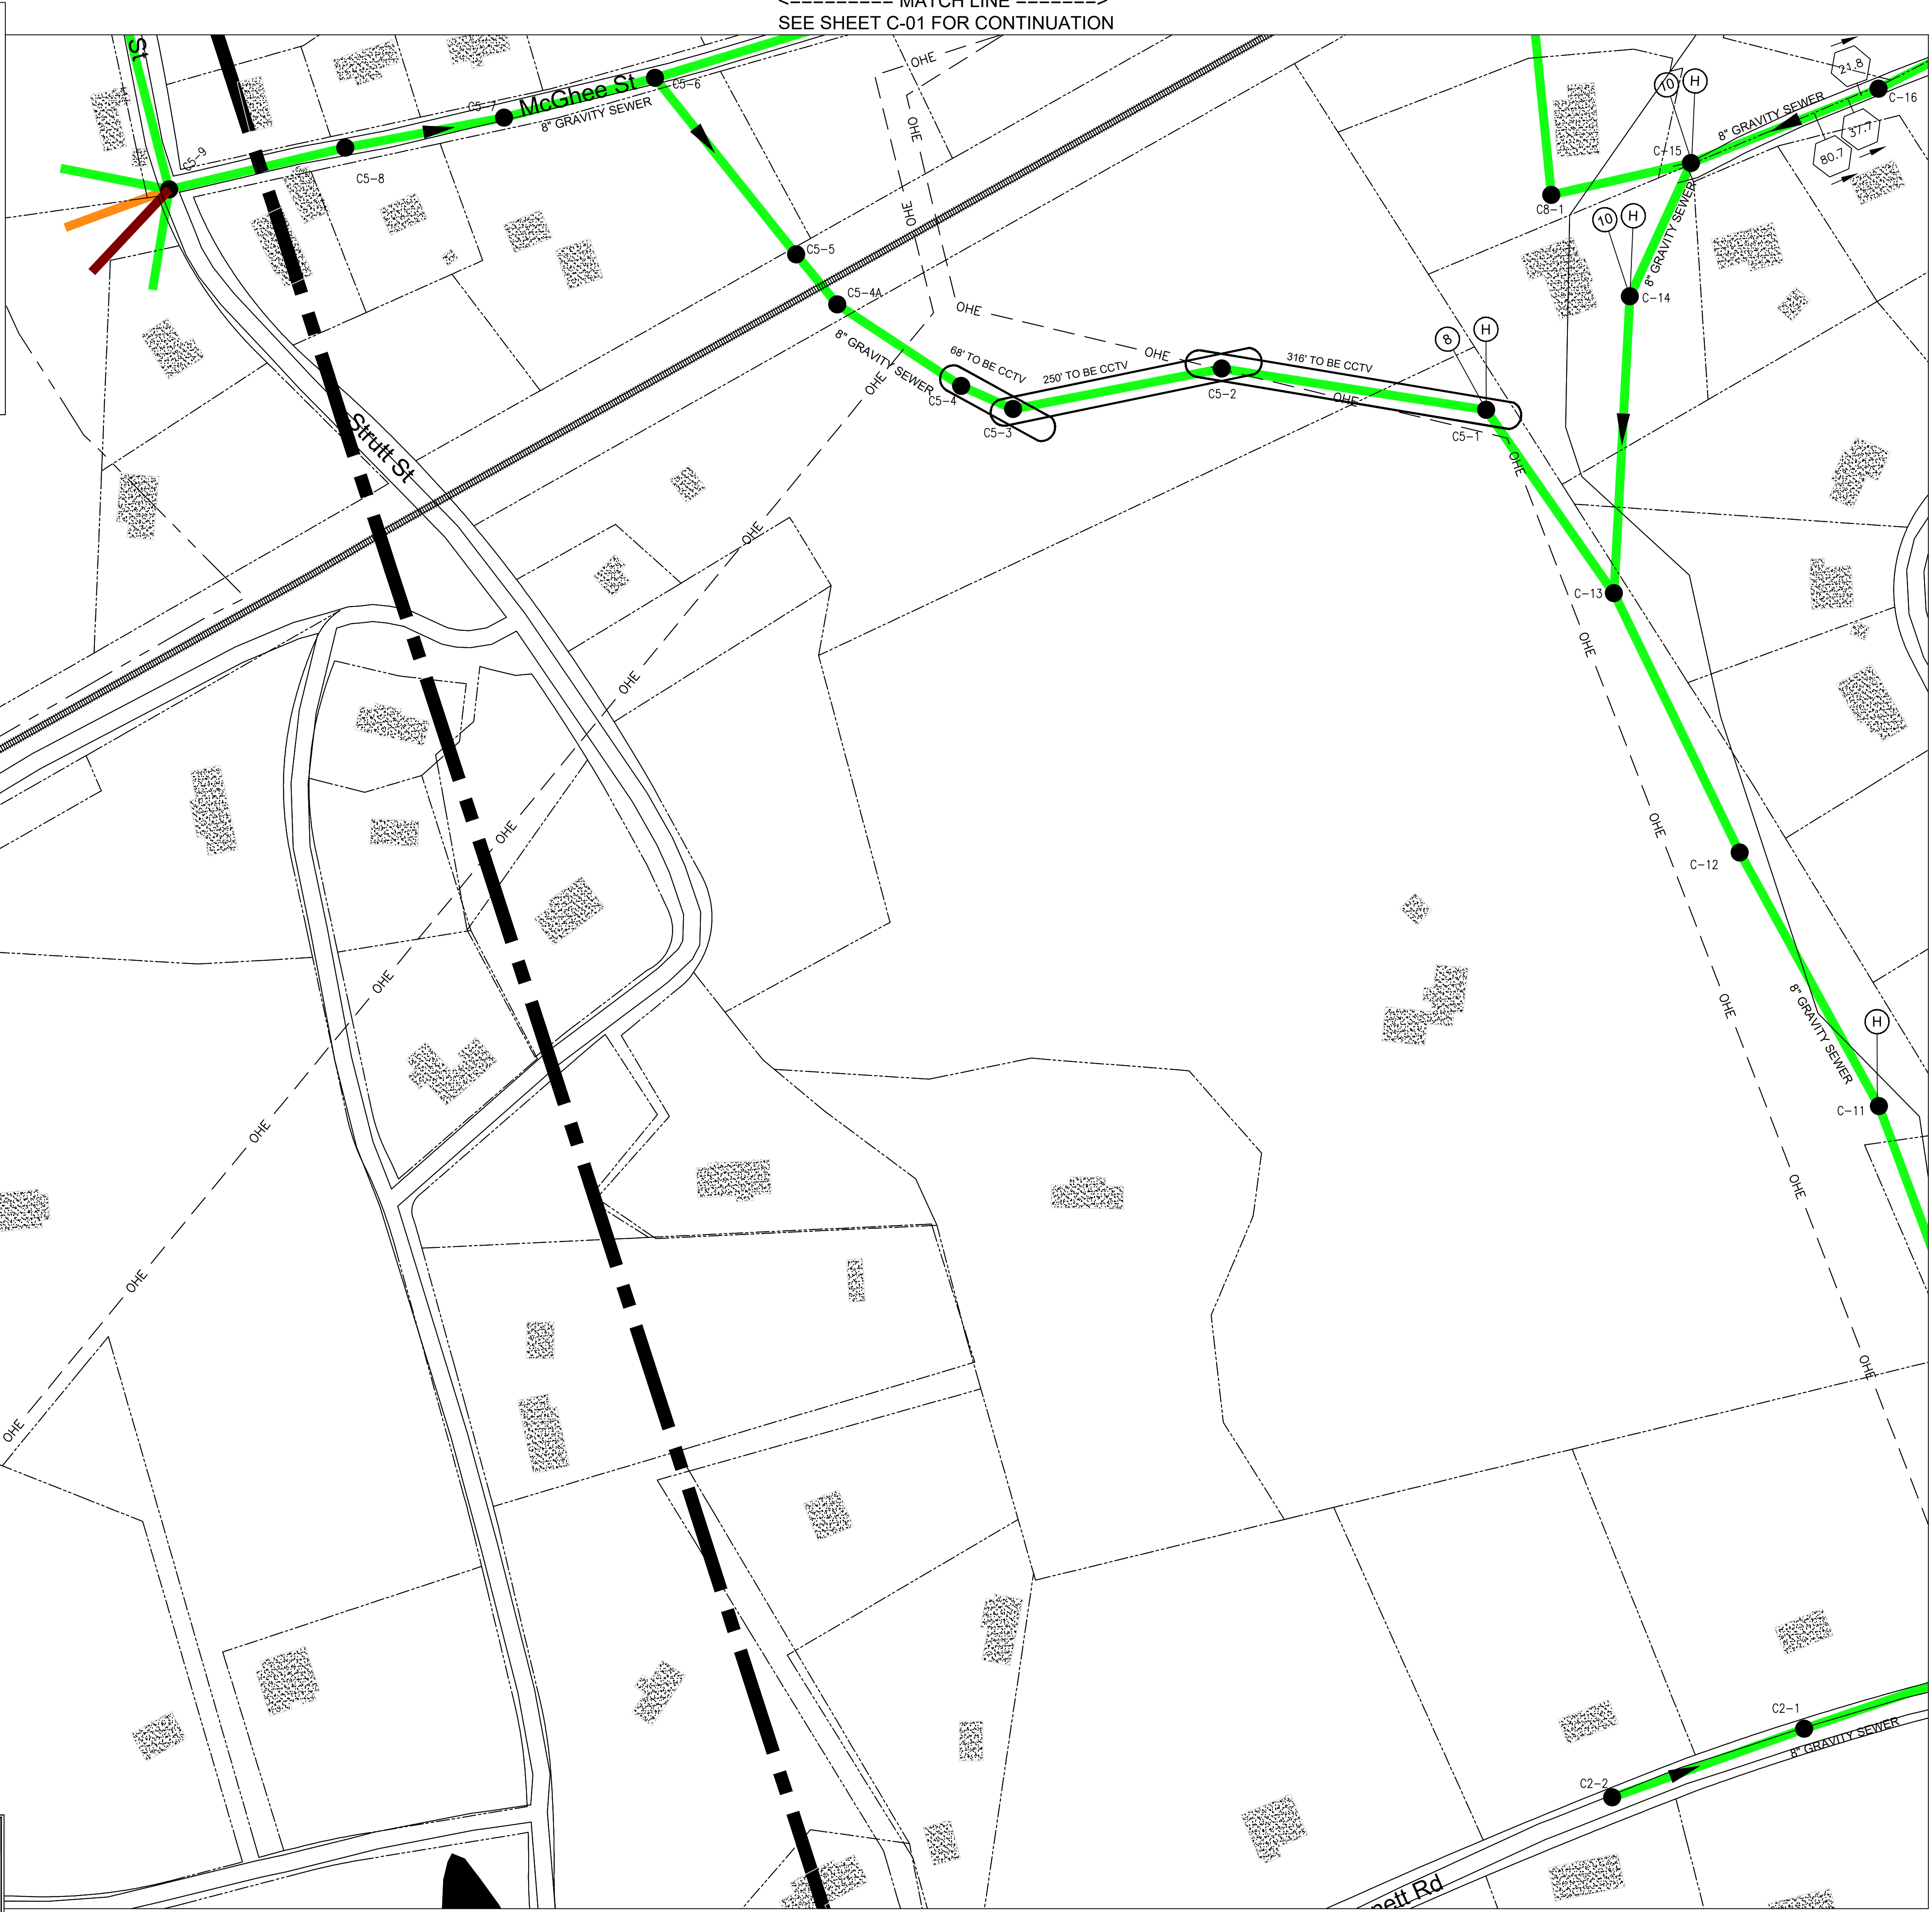 <--------- MATCH LINE ------->
SEE SHEET C-01 FOR CONTINUATION
St
OHE
21.8
10
H
C-16
C5-6
McGhee St
C5-7
8" GRAVITY SEWER
8" GRAVITY SEWER
37.7
OHE
C5-9
C-15
80.7
C5-8
OHE
C8-1
10
H
8" GRAVITY SEWER
C5-5
C5-4A
C-14
OHE
8
H
8" GRAVITY SEWER
68' TO BE CCTV
OHE
316' TO BE CCTV
250' TO BE CCTV
OHE
C5-4
C5-2
OHE
C5-3
C5-1
Strutt St
OHE
OHE
C-13
OHE
OHE
OHE
OHE
C-12
OHE
OHE
8" GRAVITY SEWER
H
C-11
OHE
OHE
OHE
OHE
OHE
C2-1
8" GRAVITY SEWER
C2-2
nett Rd